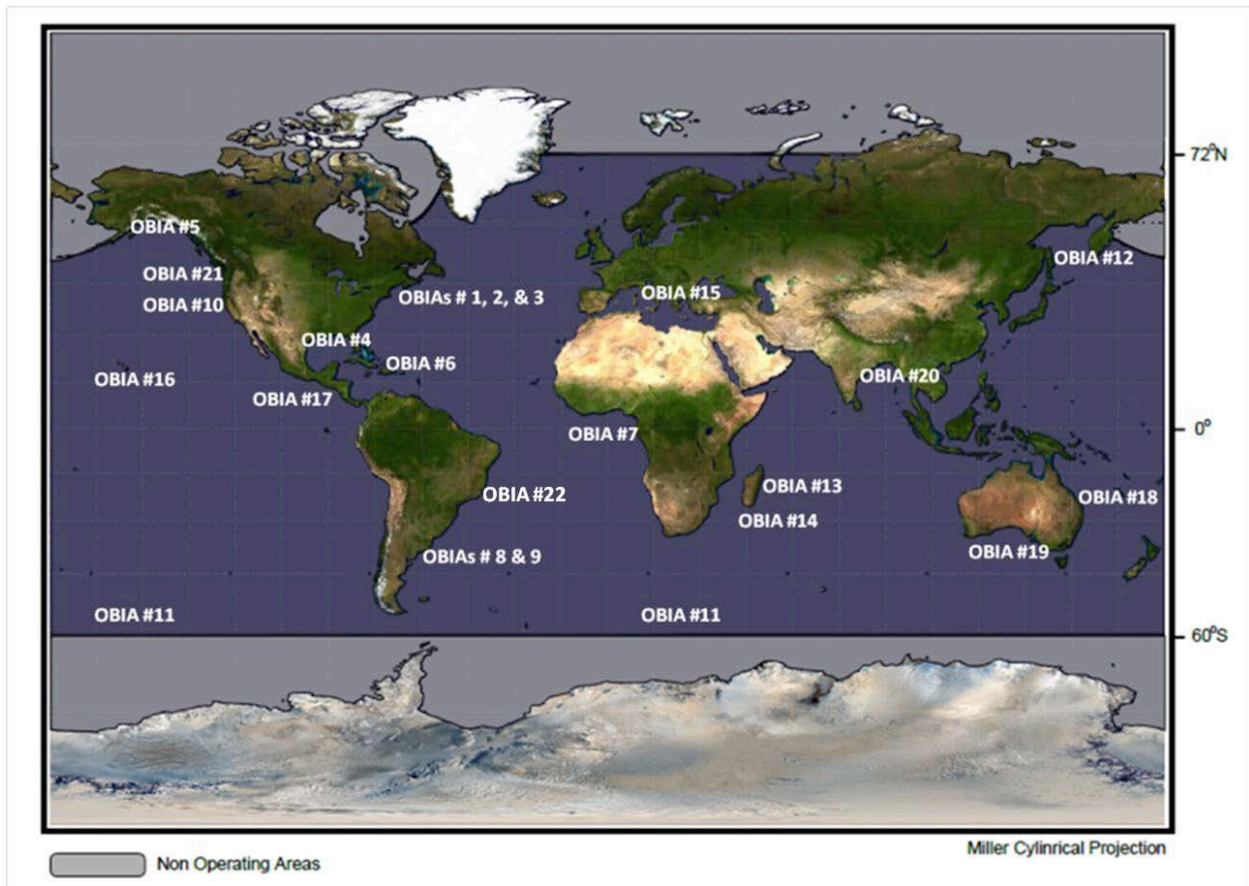 72°N
OBIA #5
OBIA #12
OBIA #21
OBIA #15
OBIAs # 1, 2, & 3
OBIA #10
OBIA #4
OBIA #6
OBIA #20
OBIA #16
OBIA #17
0°
OBIA #7
OBIA #13
OBIA #22
OBIA #18
OBIA #14
OBIA #19
OBIAs # 8 & 9
OBIA #11
OBIA #11
60°S
Miller Cylinrical Projection
Non Operating Areas